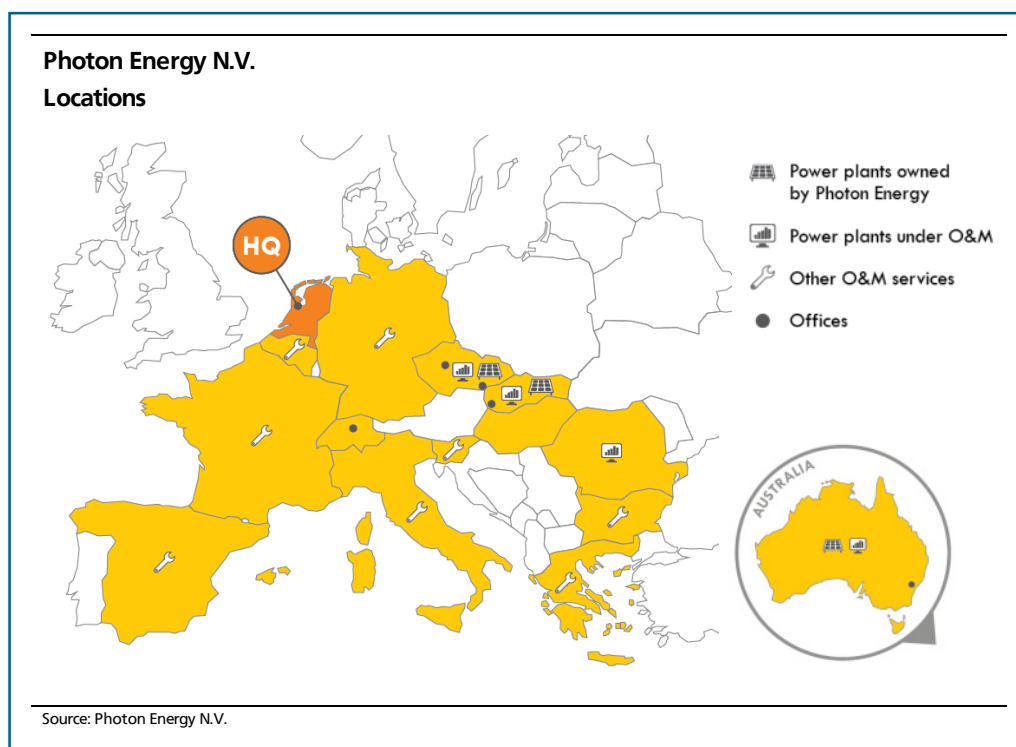 Photon Energy N.V.
Locations
HQ
Power plants owned
by Photon Energy
Power plants under O&M
Other O&M services
Offices
AUSTRALIA
Source: Photon Energy N.V.